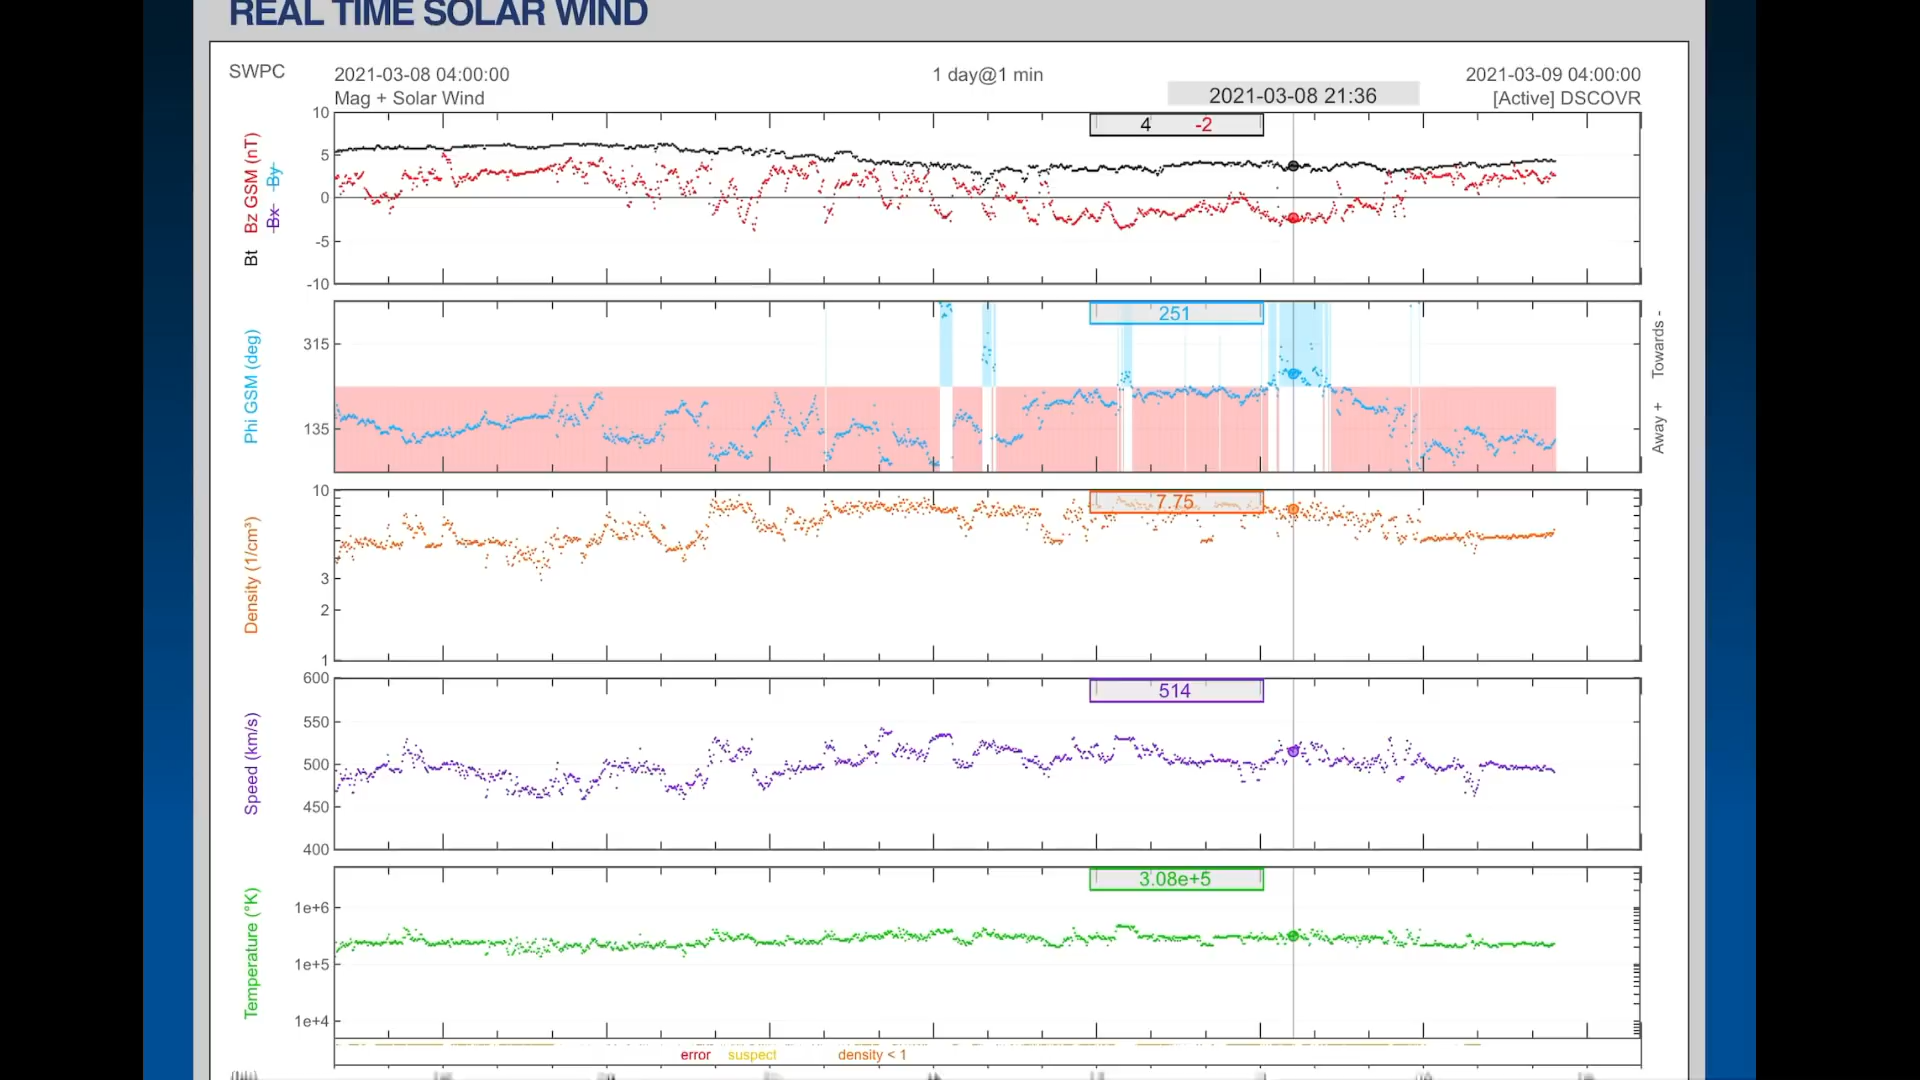 REAL TIME SOLAR WIND
SWPC
2021-03-08 04:00:00
1 day@1 min
2021-03-09 04:00:00
Mag + Solar Wind
2021-03-08 21:36
[Active] DSCOVR
Bt Bz GSM (nT)
Bx By
10
5
0
-5
-10
4 -2
Phi GSM (deg)
315
135
251
Towards -
Away +
Density (1/cm³)
10
3
2
1
7.75
Speed (km/s)
600
550
500
450
400
514
Temperature (°K)
1e+6
1e+5
1e+4
3.08e+5
error suspect density < 1